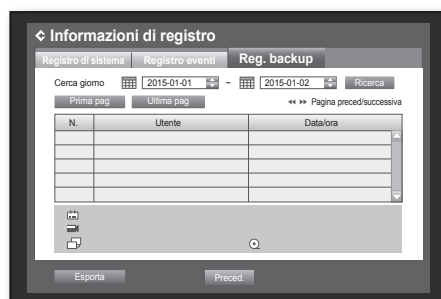 Informazioni di registro
Registro di sistema Registro eventi Reg. backup
Cerca giorno 2015-01-01 ~ 2015-01-02 Ricerca
Prima pag Ultima pag Pagina preced/successiva
N. Utente Data/ora
Esporta Preced.